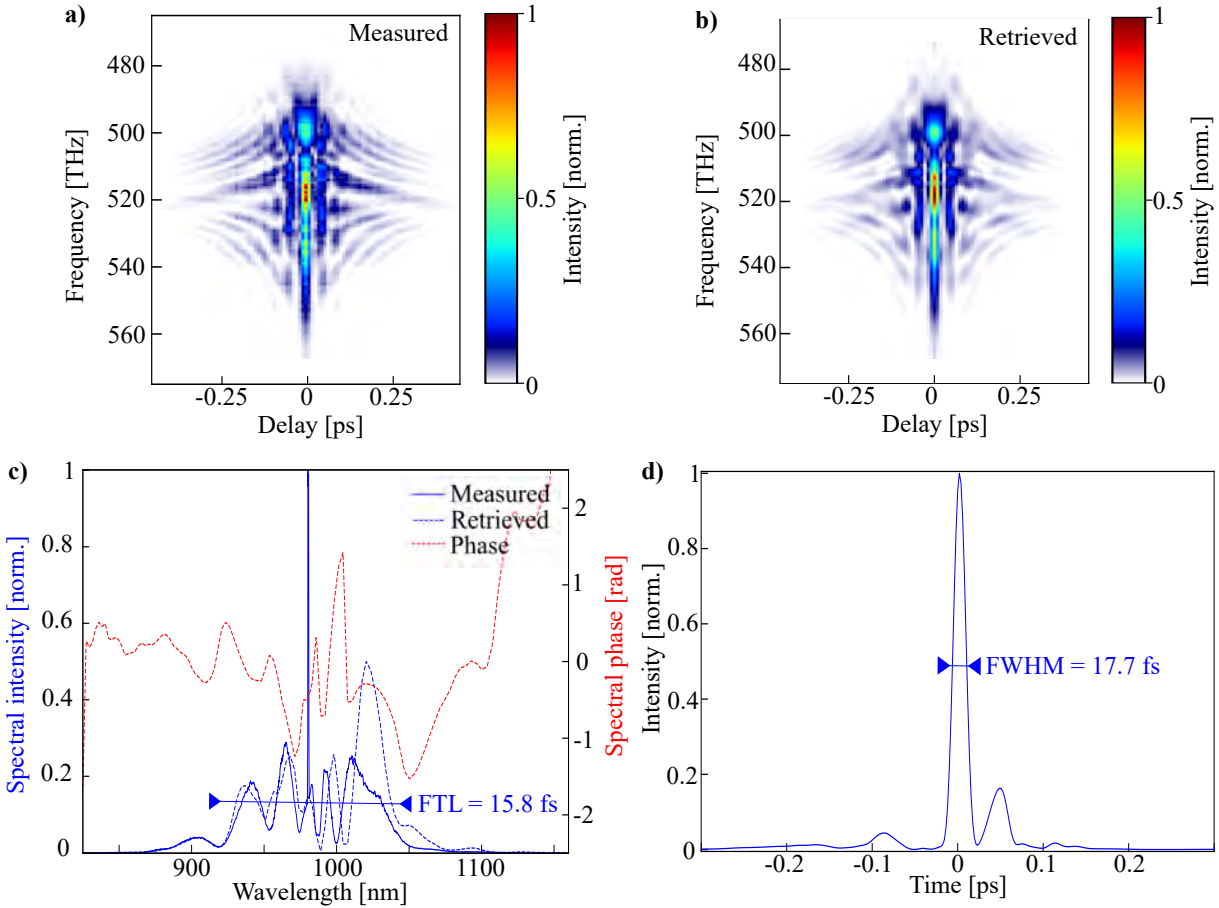 a)
Measured
480
500
520
540
560
Frequency [THz]
-0.25
0
0.25
Delay [ps]
1
0.5
0
Intensity [norm.]
b)
Retrieved
480
500
520
540
560
Frequency [THz]
-0.25
0
0.25
Delay [ps]
1
0.5
0
Intensity [norm.]
c)
1
0.8
0.6
0.4
0.2
0
Spectral intensity [norm.]
Measured
Retrieved
Phase
FTL = 15.8 fs
2
1
0
-1
-2
Spectral phase [rad]
900
1000
1100
Wavelength [nm]
d)
1
0.8
0.6
0.4
0.2
0
Intensity [norm.]
FWHM = 17.7 fs
-0.2
-0.1
0
0.1
0.2
Time [ps]